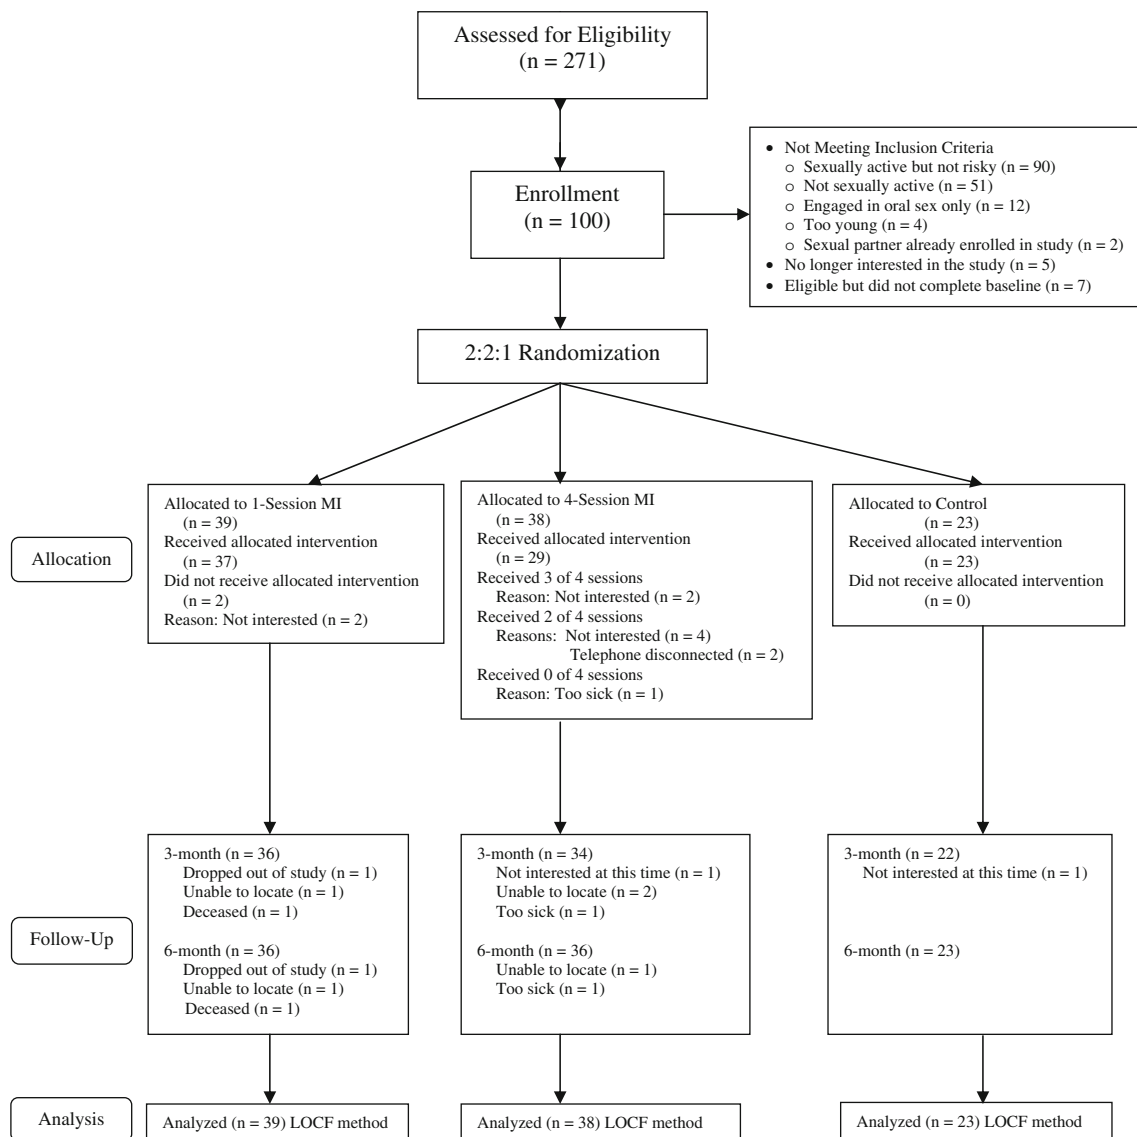 Assessed for Eligibility
(n = 271)
• Not Meeting Inclusion Criteria
o Sexually active but not risky (n = 90)
o Not sexually active (n = 51)
o Engaged in oral sex only (n = 12)
o Too young (n = 4)
o Sexual partner already enrolled in study (n = 2)
• No longer interested in the study (n = 5)
• Eligible but did not complete baseline (n = 7)
Enrollment
(n = 100)
2:2:1 Randomization
Allocation
Allocated to 1-Session MI
(n = 39)
Received allocated intervention
(n = 37)
Did not receive allocated intervention
(n = 2)
Reason: Not interested (n = 2)
Allocated to 4-Session MI
(n = 38)
Received allocated intervention
(n = 29)
Received 3 of 4 sessions
Reason: Not interested (n = 2)
Received 2 of 4 sessions
Reasons: Not interested (n = 4)
Telephone disconnected (n = 2)
Received 0 of 4 sessions
Reason: Too sick (n = 1)
Allocated to Control
(n = 23)
Received allocated intervention
(n = 23)
Did not receive allocated intervention
(n = 0)
Follow-Up
3-month (n = 36)
Dropped out of study (n = 1)
Unable to locate (n = 1)
Deceased (n = 1)
6-month (n = 36)
Dropped out of study (n = 1)
Unable to locate (n = 1)
Deceased (n = 1)
3-month (n = 34)
Not interested at this time (n = 1)
Unable to locate (n = 2)
Too sick (n = 1)
6-month (n = 36)
Unable to locate (n = 1)
Too sick (n = 1)
3-month (n = 22)
Not interested at this time (n = 1)
6-month (n = 23)
Analysis
Analyzed (n = 39) LOCF method
Analyzed (n = 38) LOCF method
Analyzed (n = 23) LOCF method